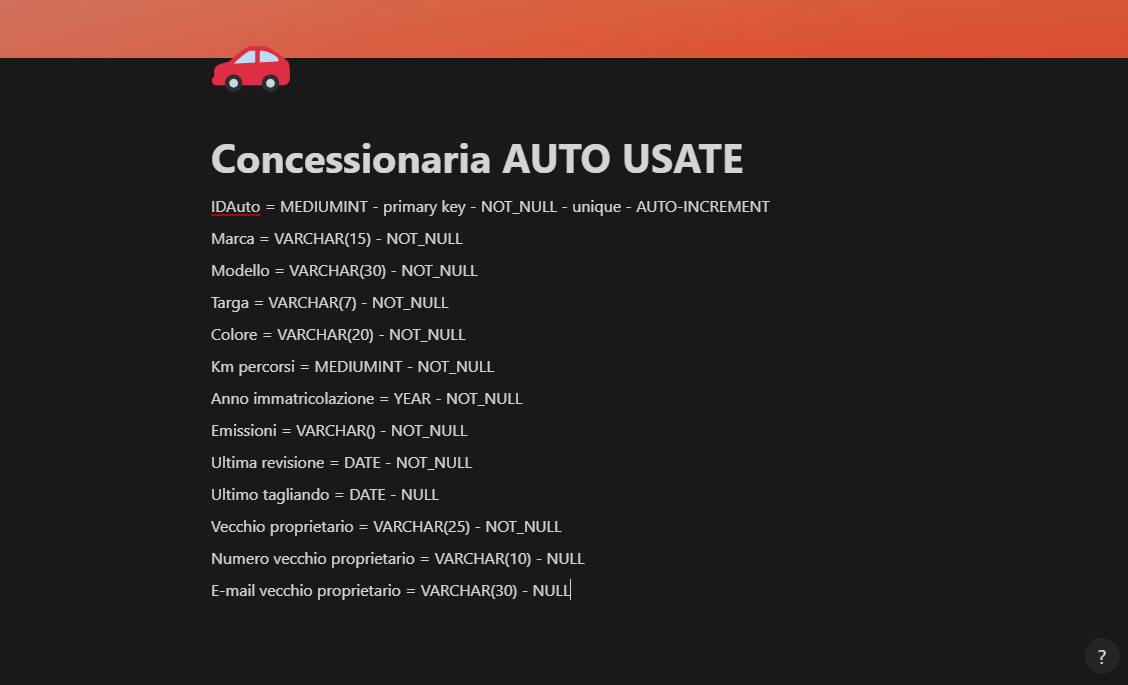 Concessionaria AUTO USATE
IDAuto = MEDIUMINT - primary key - NOT_NULL - unique - AUTO-INCREMENT
Marca = VARCHAR(15) - NOT_NULL
Modello = VARCHAR(30) - NOT_NULL
Targa = VARCHAR(7) - NOT_NULL
Colore = VARCHAR(20) - NOT_NULL
Km percorsi = MEDIUMINT - NOT_NULL
Anno immatricolazione = YEAR - NOT_NULL
Emissioni = VARCHAR() - NOT_NULL
Ultima revisione = DATE - NOT_NULL
Ultimo tagliando = DATE - NULL
Vecchio proprietario = VARCHAR(25) - NOT_NULL
Numero vecchio proprietario = VARCHAR(10) - NULL
E-mail vecchio proprietario = VARCHAR(30) - NULL
?